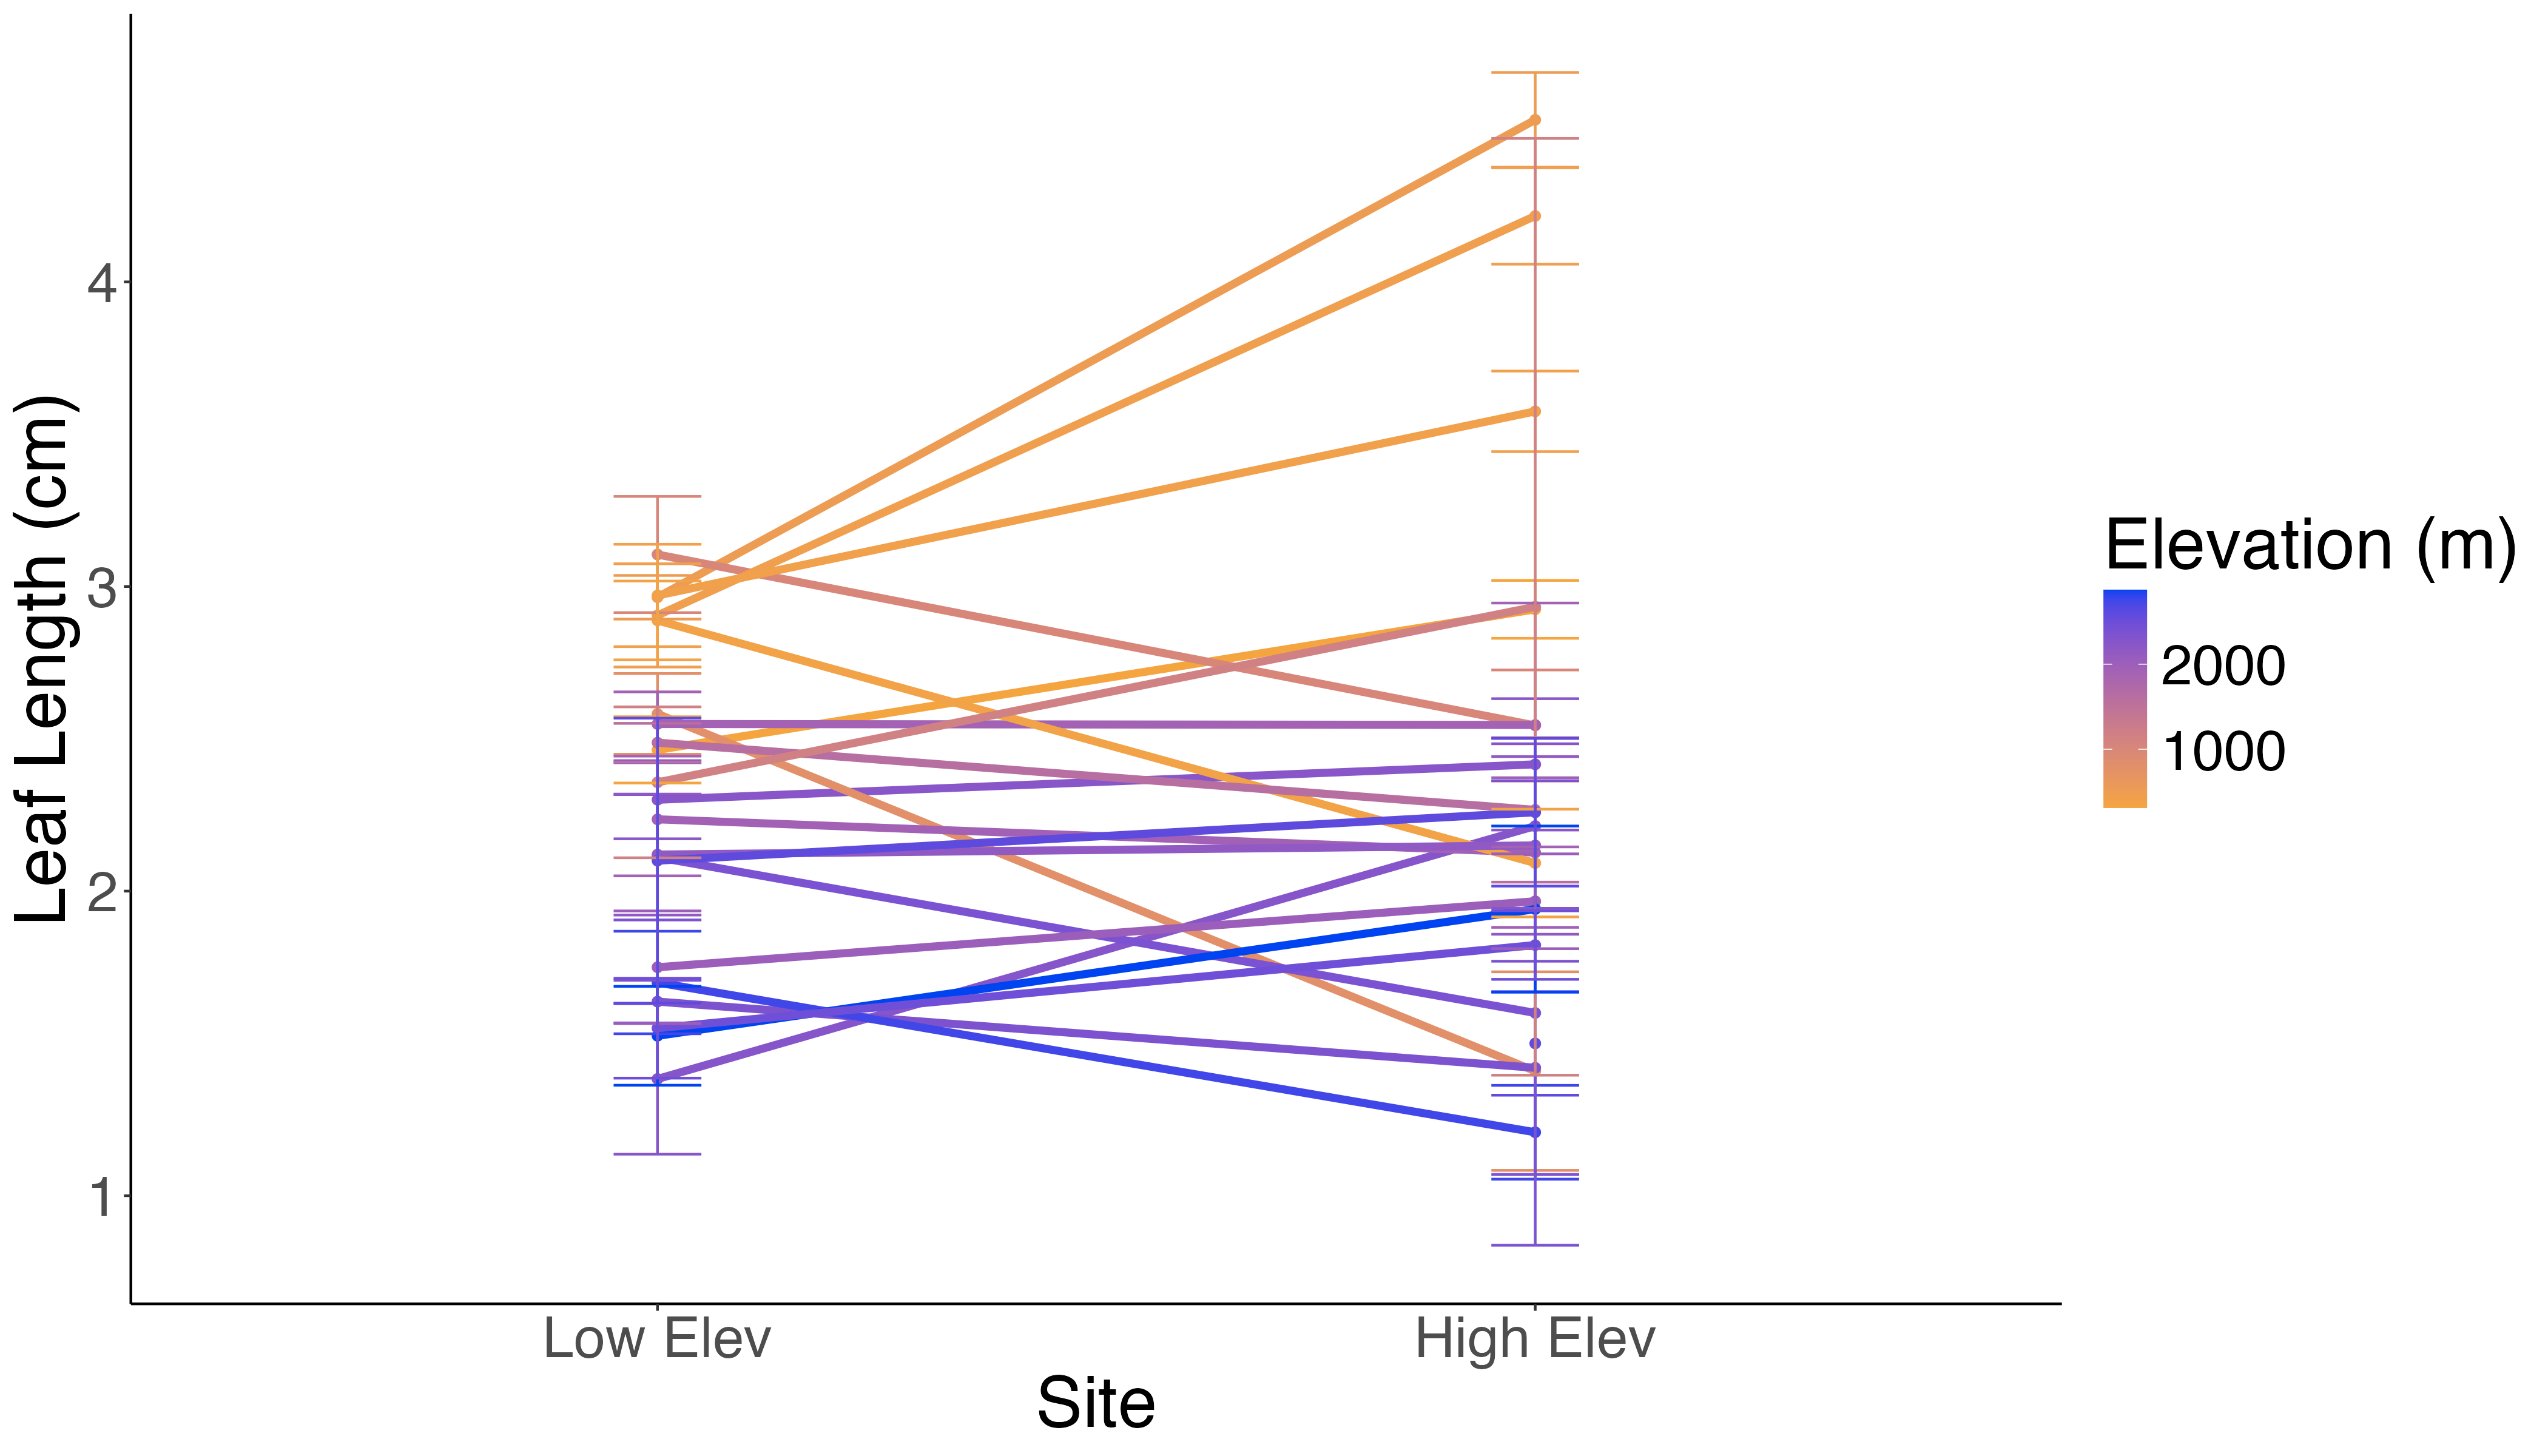 Leaf Length (cm)
4
3
2
1
Low Elev
High Elev
Site
Elevation (m)
2000
1000